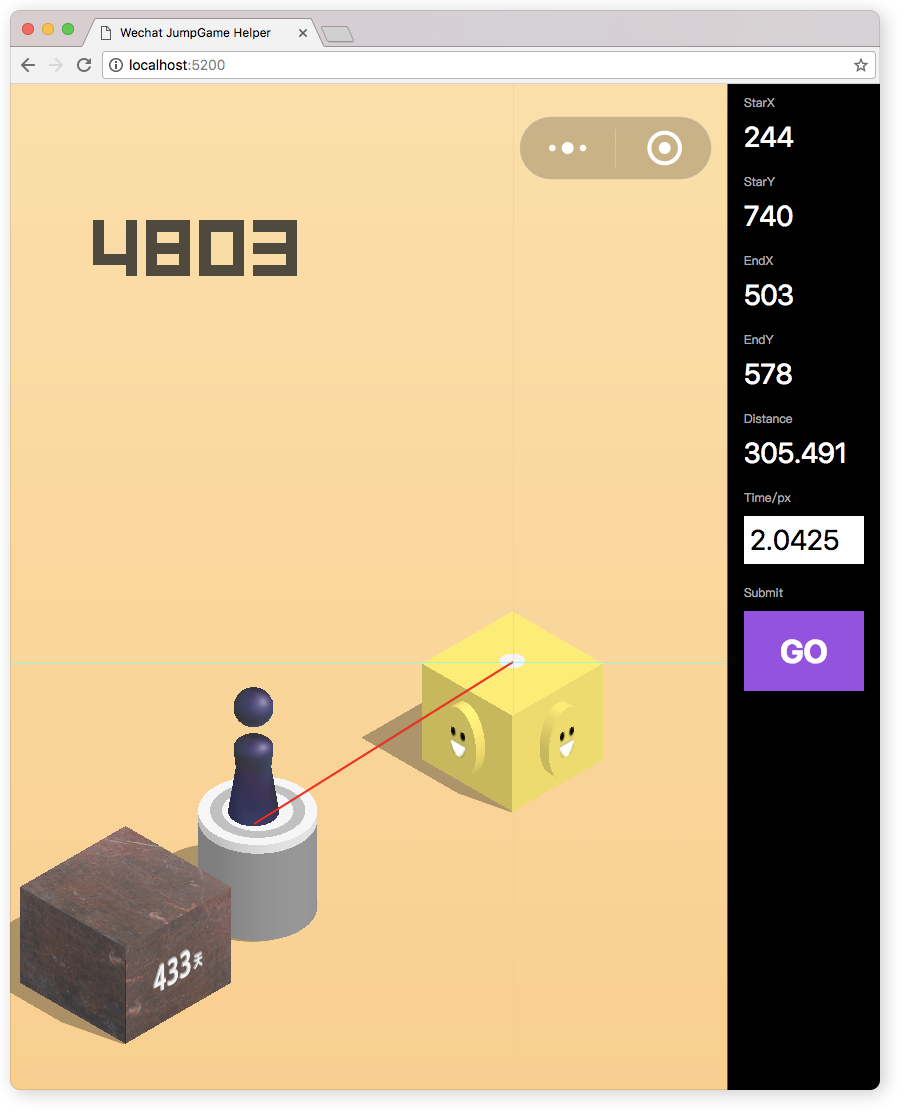 Wechat JumpGame Helper
localhost:5200
4803
StarX
244
StarY
740
EndX
503
EndY
578
Distance
305.491
Time/px
2.0425
Submit
GO
433天